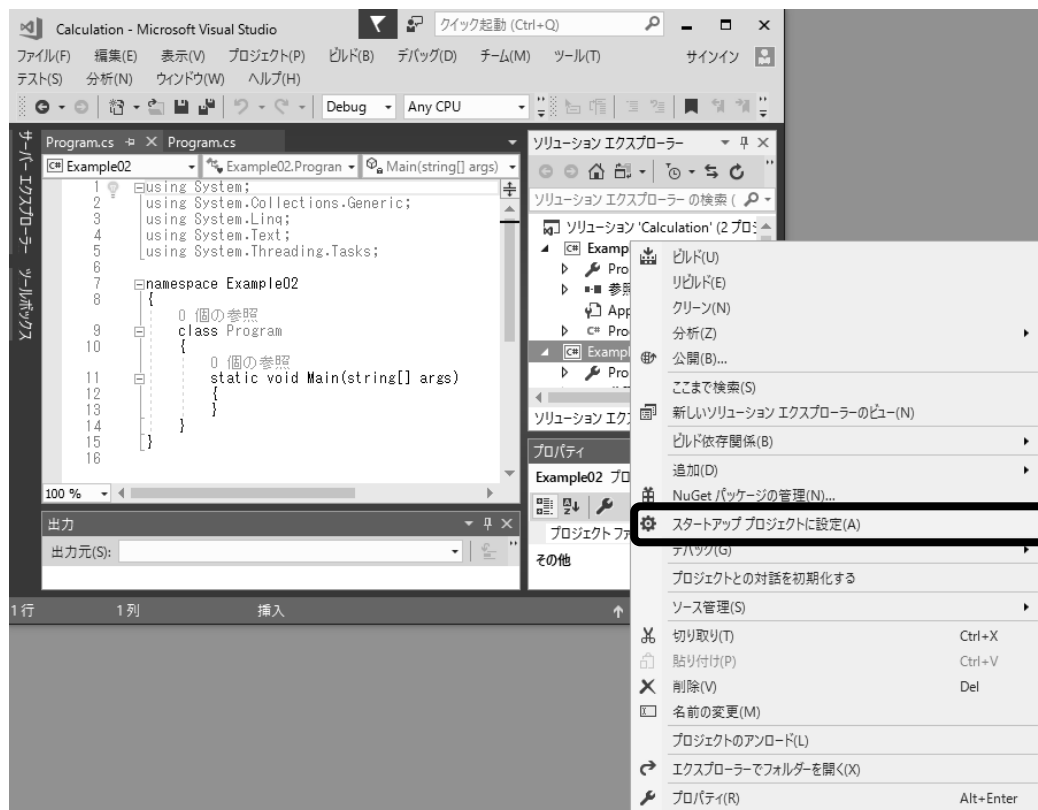 Calculation - Microsoft Visual Studio
クイック起動 (Ctrl+Q)
ファイル(F) 編集(E) 表示(V) プロジェクト(P) ビルド(B) デバッグ(D) チーム(M) ツール(T) サインイン
テスト(S) 分析(N) ウィンドウ(W) ヘルプ(H)
Debug Any CPU
サーバー エクスプローラー
ツールボックス
Program.cs Program.cs
Example02 Example02.Program Main(string[] args)
1 using System;
2 using System.Collections.Generic;
3 using System.Linq;
4 using System.Text;
5 using System.Threading.Tasks;
6
7 namespace Example02
8 {
0 個の参照
9 class Program
10 {
0 個の参照
11 static void Main(string[] args)
12 {
13 }
14 }
15 }
16
100 %
出力
出力元(S):
1 行 1 列 挿入
ソリューション エクスプローラー
ソリューション エクスプローラー の検索 (
ソリューション 'Calculation' (2 プロ
C# Examp
Pro
参照
App
C# Pro
C# Exampl
Pro
ソリューション エクス
プロパティ
Example02 プロ
プロジェクト ファ
その他
ビルド(U)
リビルド(E)
クリーン(N)
分析(Z)
公開(B)...
ここまで検索(S)
新しいソリューション エクスプローラーのビュー(N)
ビルド依存関係(B)
追加(D)
NuGet パッケージの管理(N)...
スタートアップ プロジェクトに設定(A)
デバッグ(G)
プロジェクトとの対話を初期化する
ソース管理(S)
切り取り(T) Ctrl+X
貼り付け(P) Ctrl+V
削除(V) Del
名前の変更(M)
プロジェクトのアンロード(L)
エクスプローラーでフォルダーを開く(X)
プロパティ(R) Alt+Enter